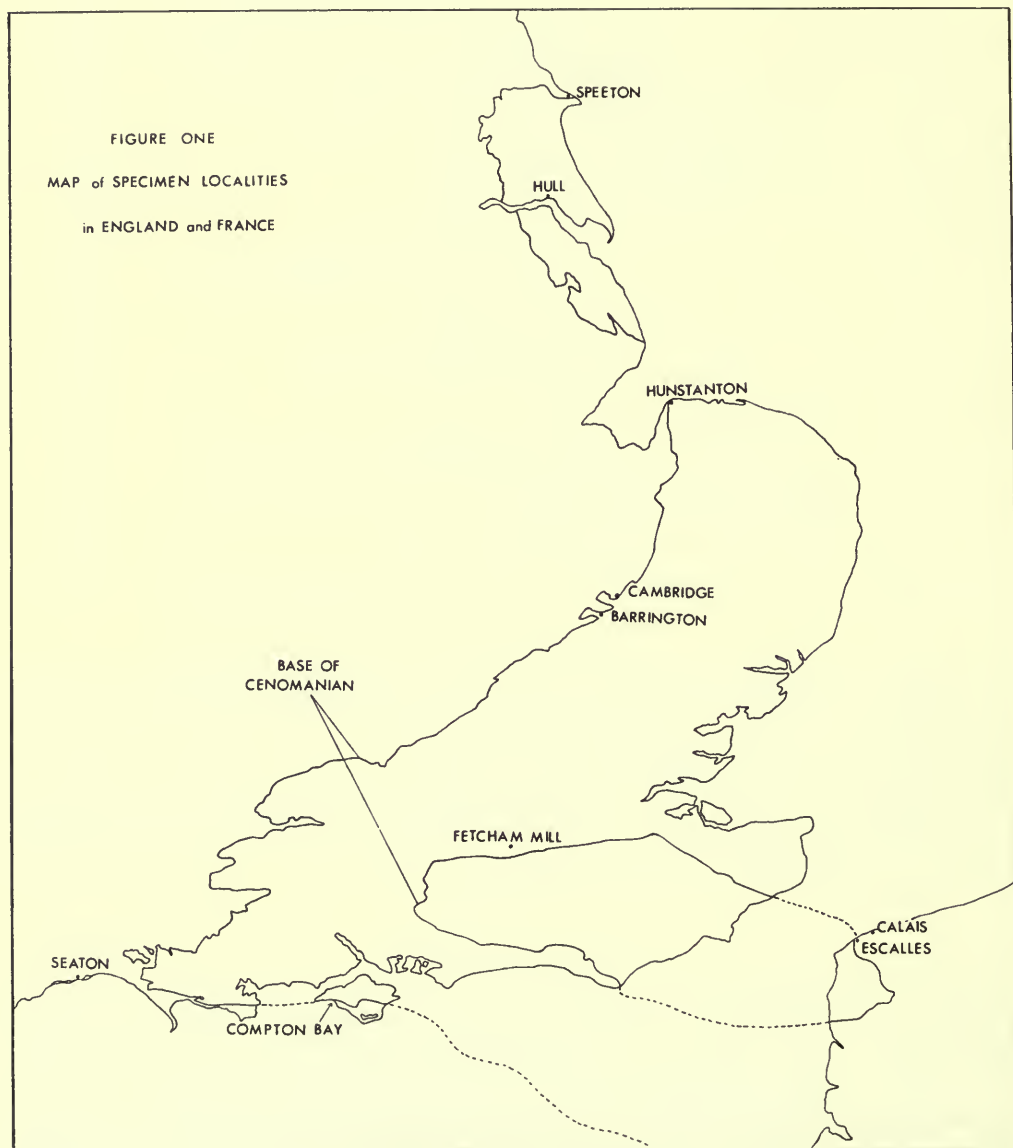 FIGURE ONE
MAP of SPECIMEN LOCALITIES
in ENGLAND and FRANCE
SPEETON
HULL
HUNSTANTON
CAMBRIDGE
BARRINGTON
BASE OF
CENOMANIAN
FETCHAM MILL
CALAIS
ESCALLES
SEATON
COMPTON BAY